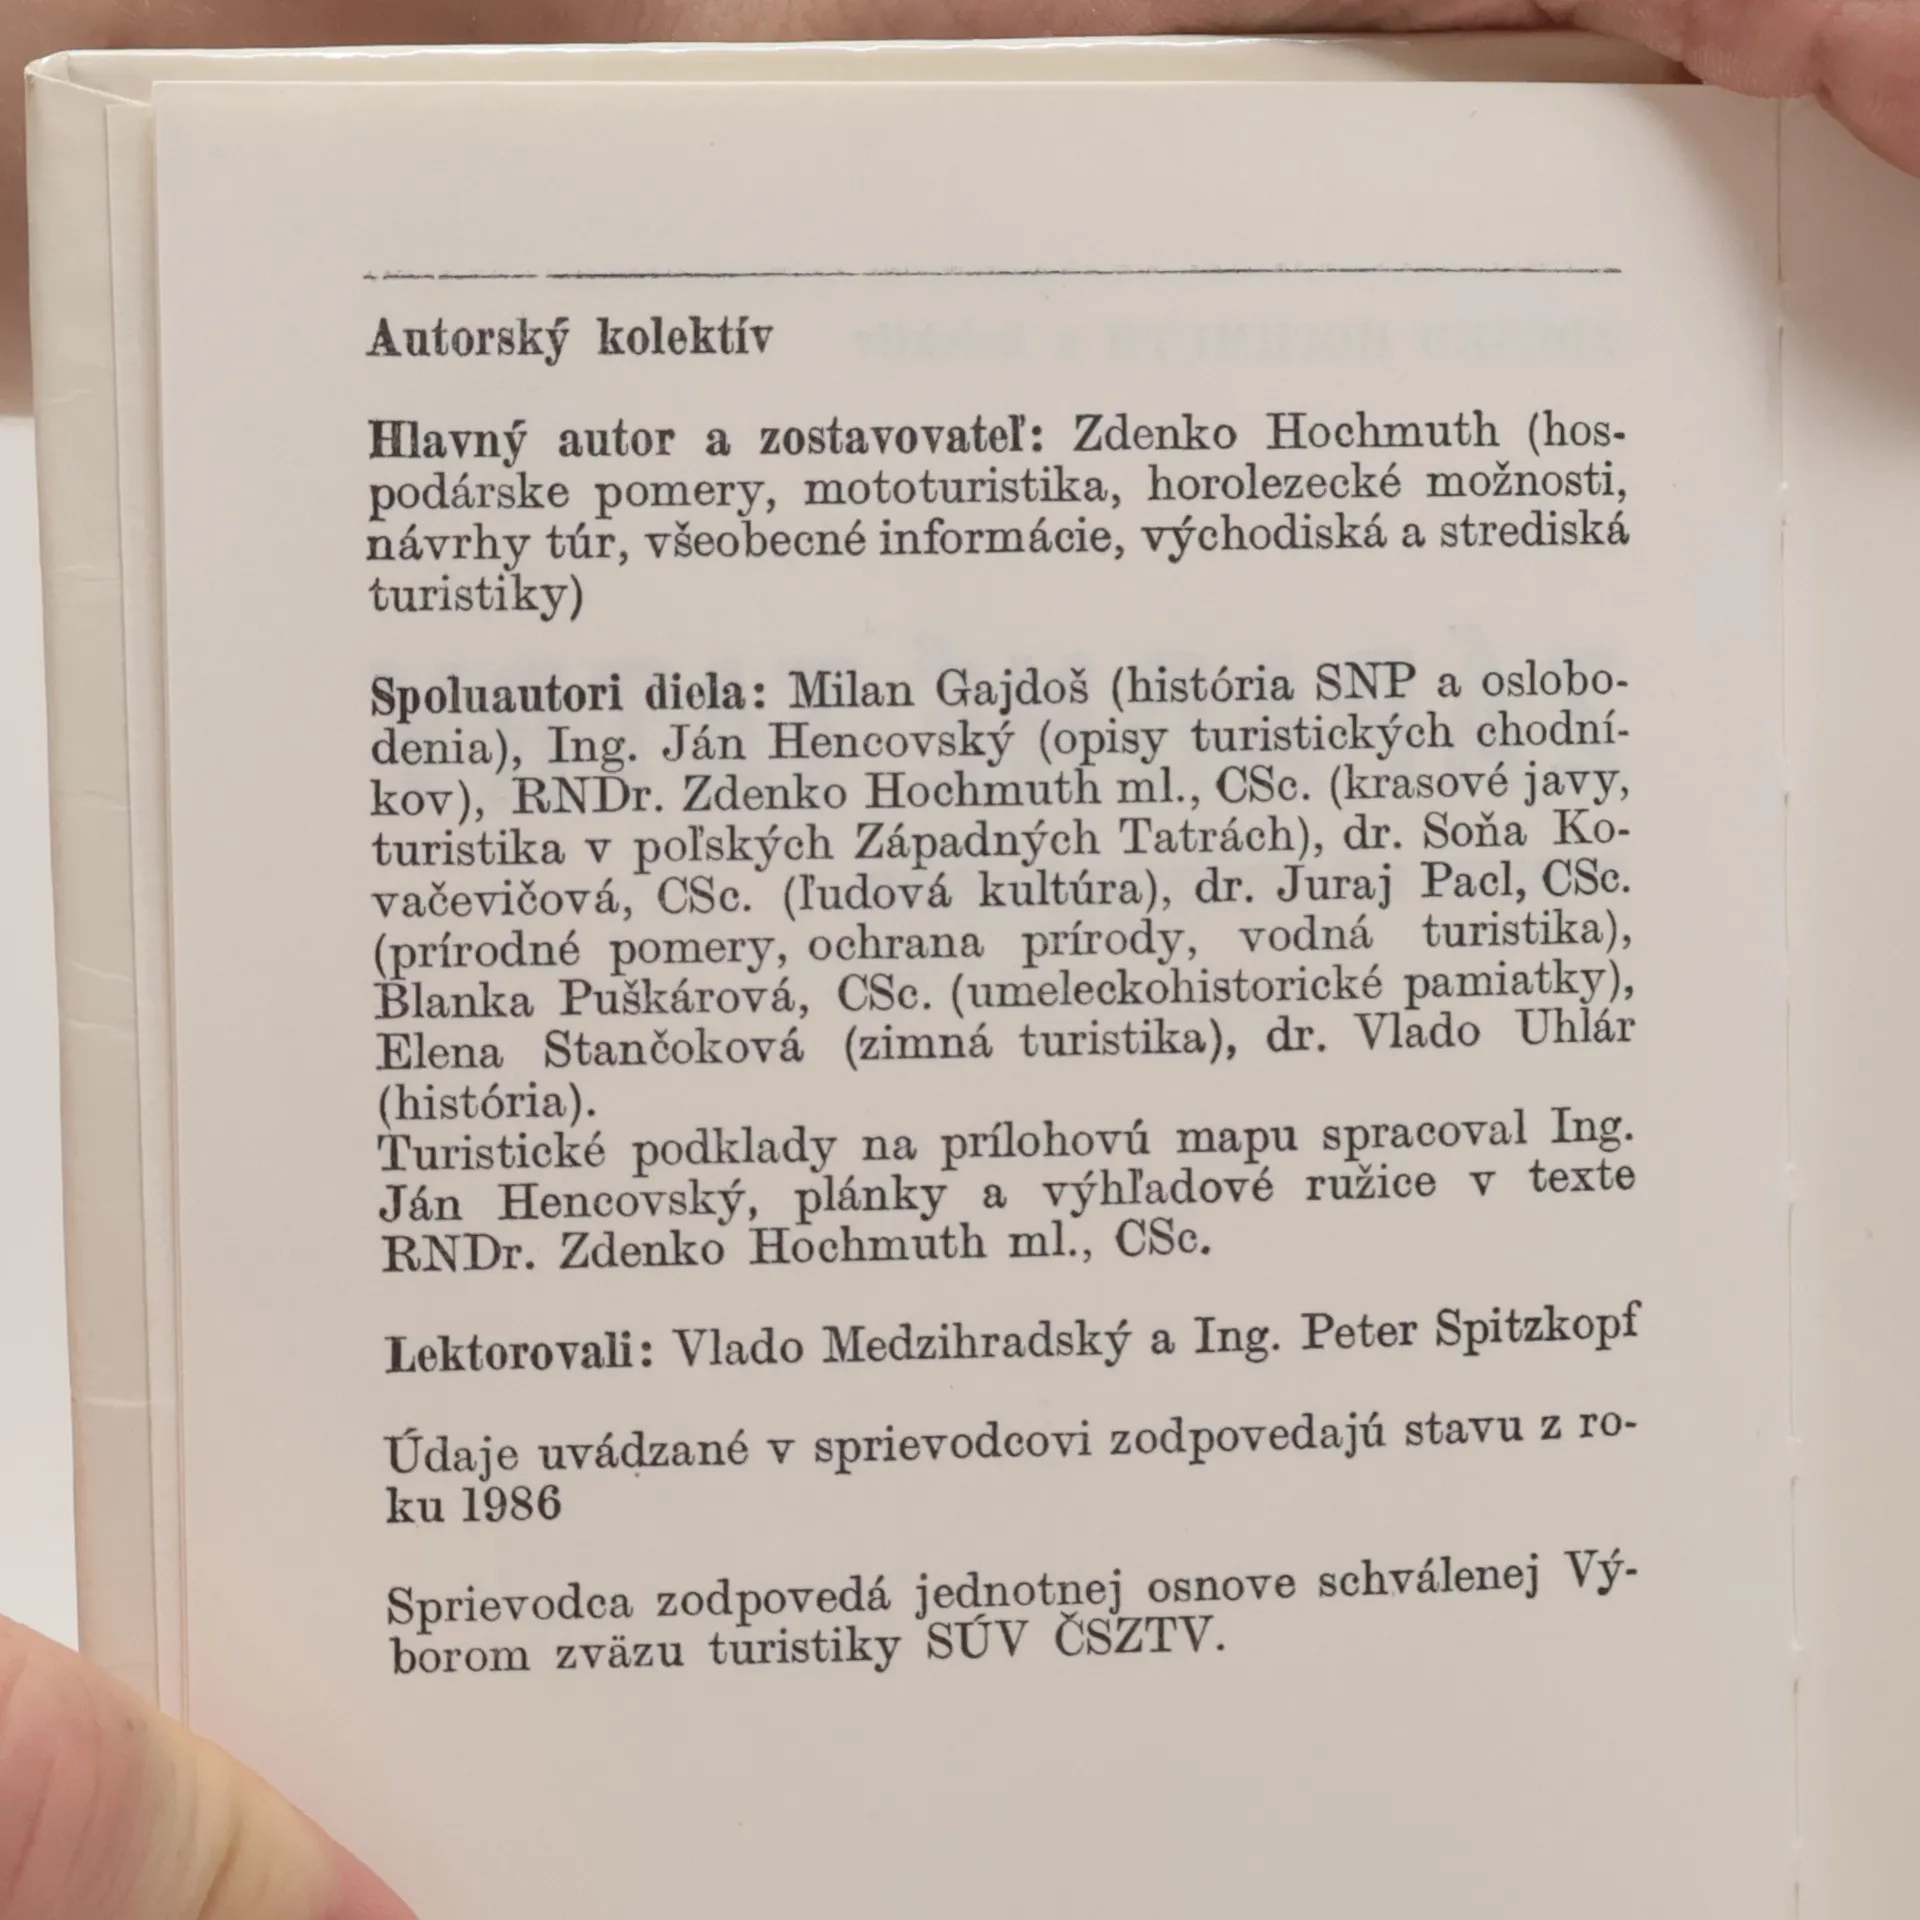 Autorský kolektív
Hlavný autor a zostavovateľ: Zdenko Hochmuth (hos-
podárske pomery, mototuristika, horolezecké možnosti,
návrhy túr, všeobecné informácie, východiská a strediská
turistiky)
Spoluautori diela: Milan Gajdoš (história SNP a oslobo-
denia), Ing. Ján Hencovský (opisy turistických chodní-
kov), RNDr. Zdenko Hochmuth ml., CSc. (krasové javy,
turistika v poľských Západných Tatrách), dr. Soňa Ko-
vačevičová, CSc. (ľudová kultúra), dr. Juraj Pacl, CSc.
(prírodné pomery, ochrana prírody, vodná turistika),
Blanka Puškárová, CSc. (umeleckohistorické pamiatky),
Elena Stančoková (zimná turistika), dr. Vlado Uhlár
(história).
Turistické podklady na prílohovú mapu spracoval Ing.
Ján Hencovský, plánky a výhľadové ružice v texte
RNDr. Zdenko Hochmuth ml., CSc.
Lektorovali: Vlado Medzihradský a Ing. Peter Spitzkopf
Údaje uvádzané v sprievodcovi zodpovedajú stavu z ro-
ku 1986
Sprievodca zodpovedá jednotnej osnove schválenej Vý-
borom zväzu turistiky SÚV ČSZTV.